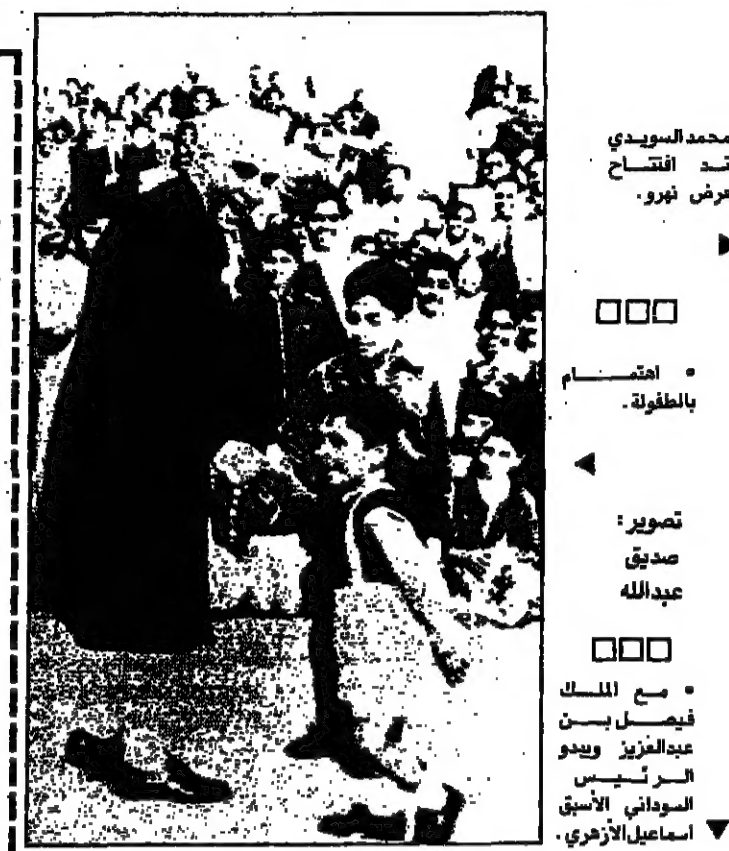 محمد السويدي
افتتاح
نهرو.
• اهتمام
بالطفولة.
تصوير:
صديق
عبدالله
• مع الملك
فيصل بن
عبدالعزيز ويبدو
الرئيس
السوداني الأسبق
اسماعيل الأزهري.